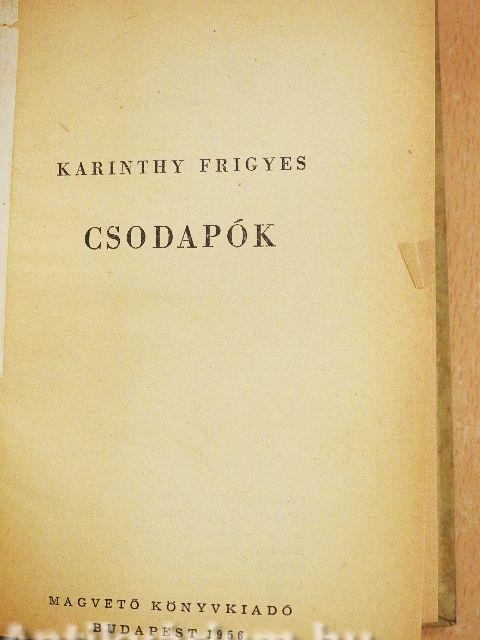 KARINTHY FRIGYES
CSODAPÓK
MAGVETŐ KÖNYVKIADÓ
BUDAPEST 1956